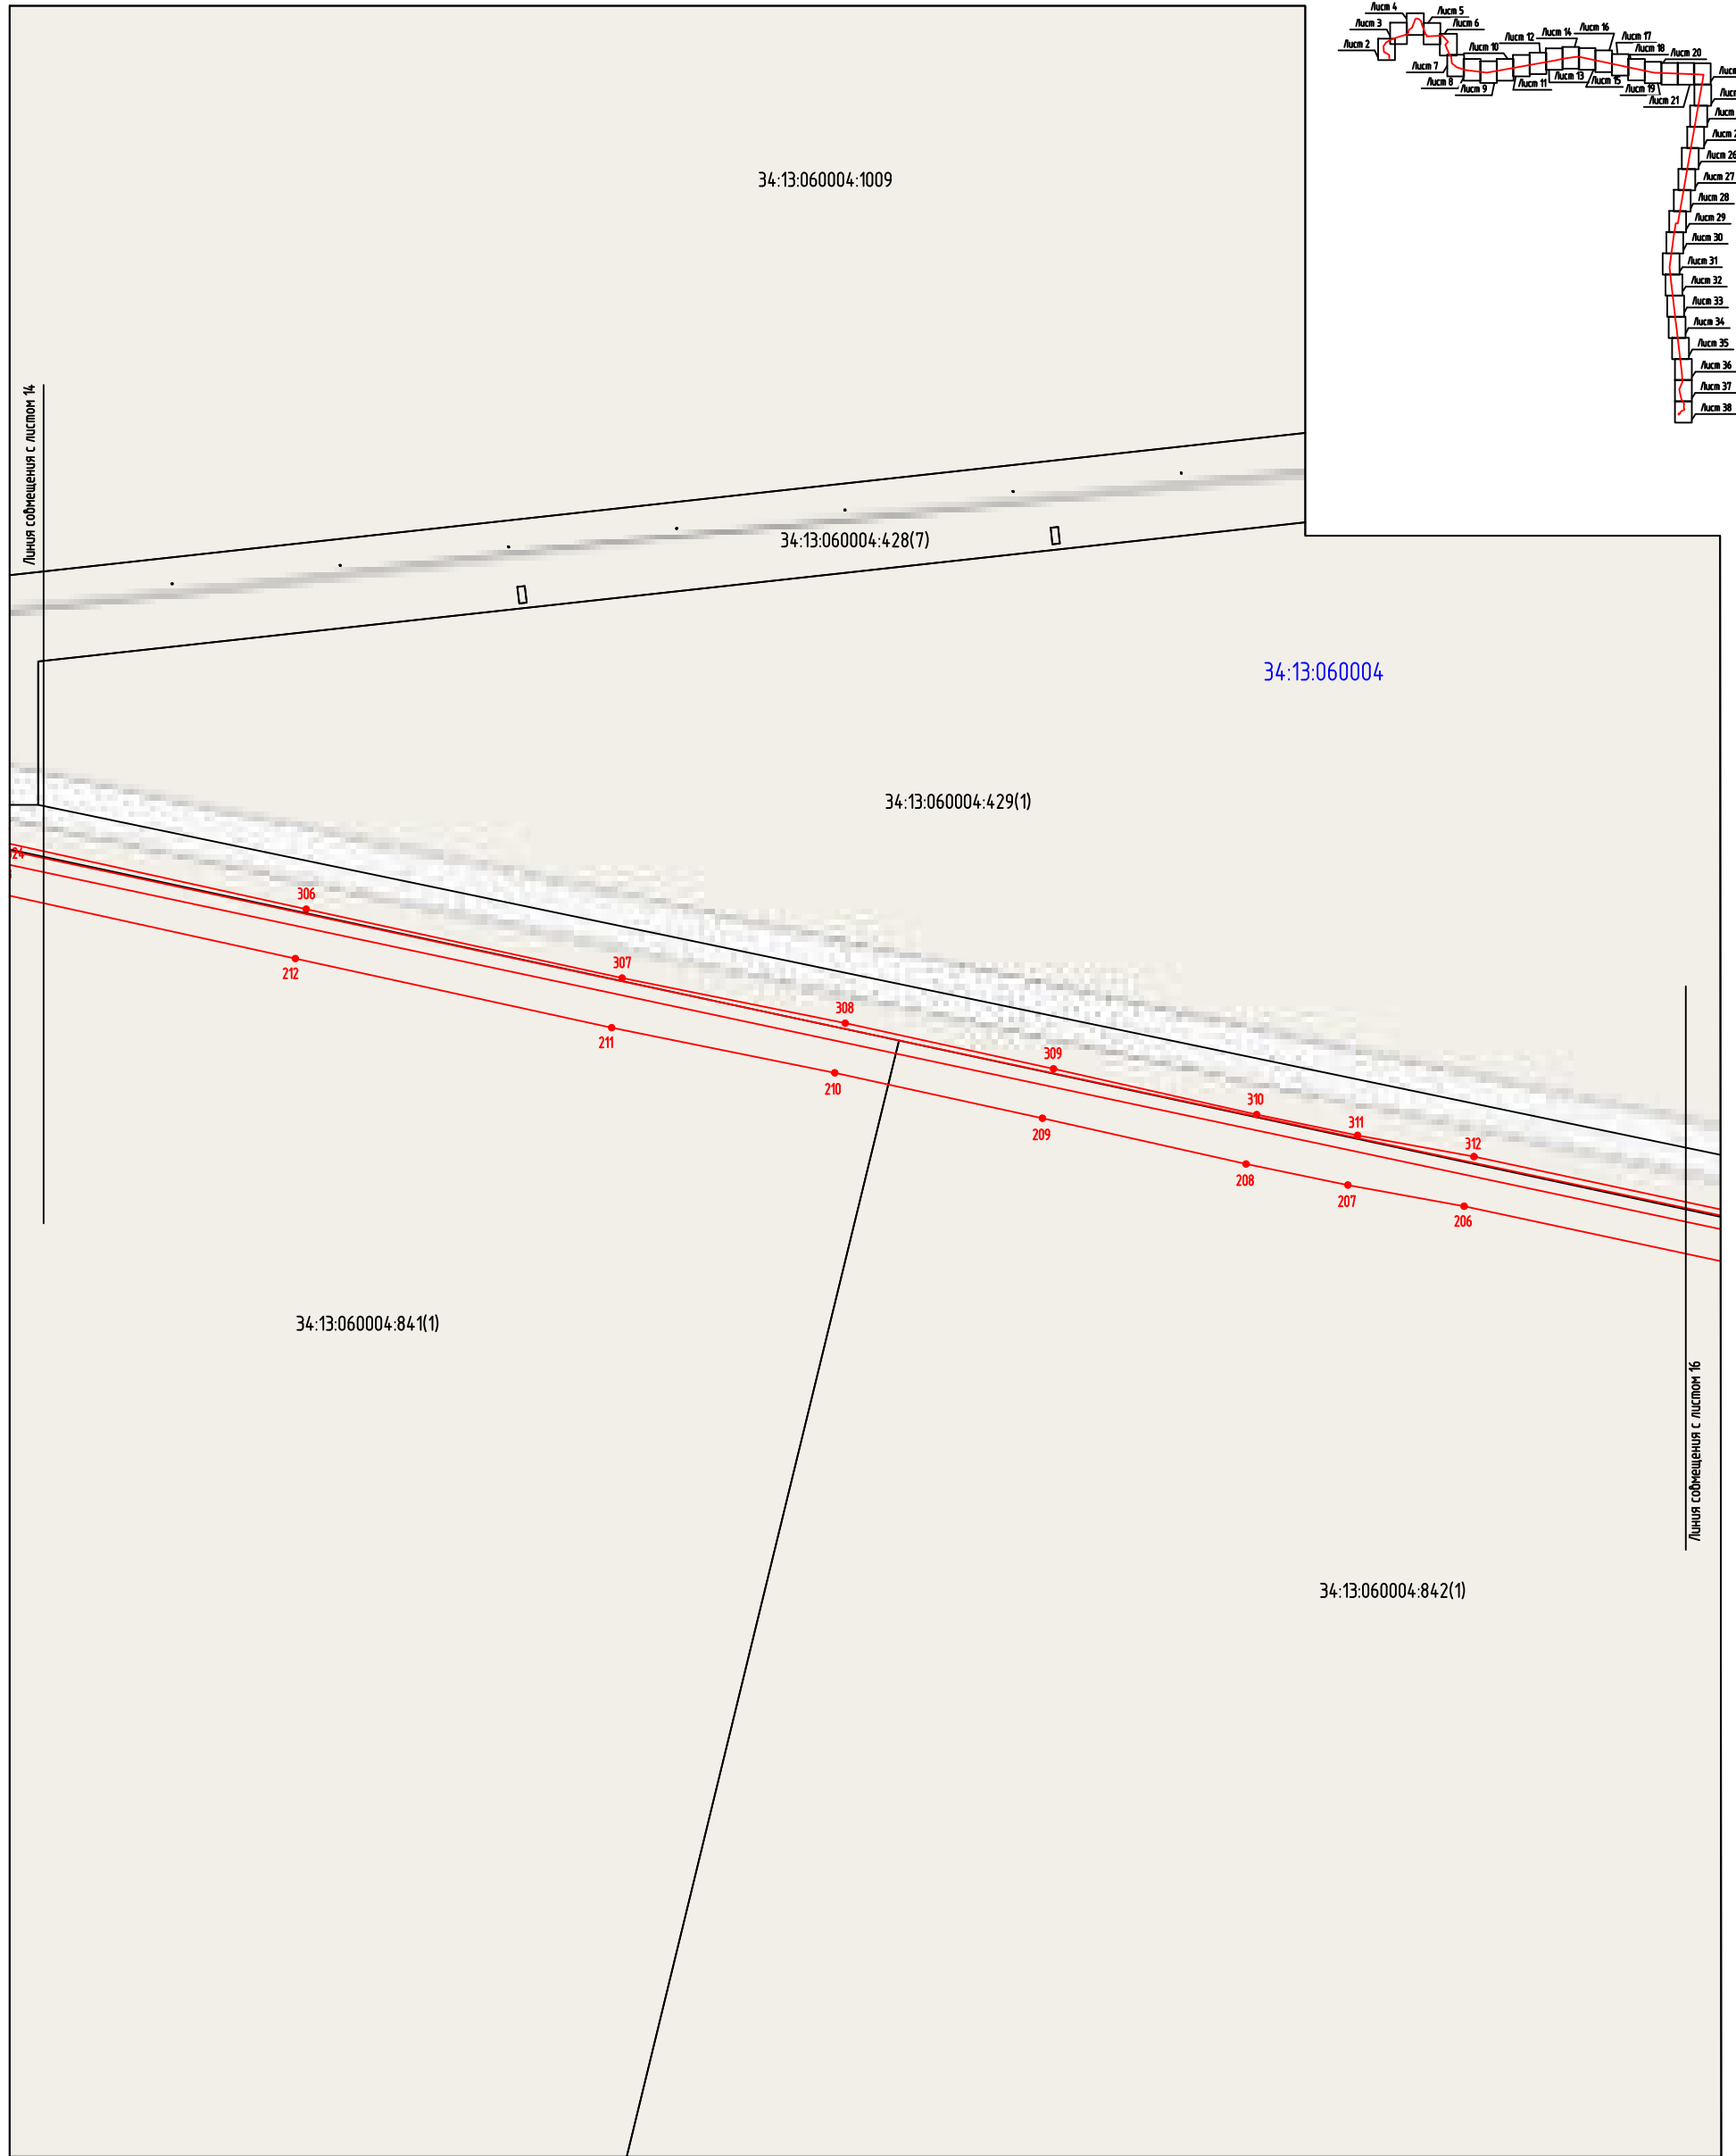 Лист 4
Лист 5
Лист 3
Лист 6
Лист 2
Лист 16
Лист 14
Лист 12
Лист 17
Лист 10
Лист 18
Лист 20
Лист 7
Лист 8
Лист 9
Лист 11
Лист 13
Лист 15
Лист 19
Лист 21
Лист 26
Лист 27
Лист 28
Лист 29
Лист 30
Лист 31
Лист 32
Лист 33
Лист 34
Лист 35
Лист 36
Лист 37
Лист 38
34:13:060004:1009
Линия совмещения с листом 14
34:13:060004:428(7)
34:13:060004
34:13:060004:429(1)
24
306
212
307
211
308
210
309
209
310
208
311
207
312
206
34:13:060004:841(1)
Линия совмещения с листом 16
34:13:060004:842(1)